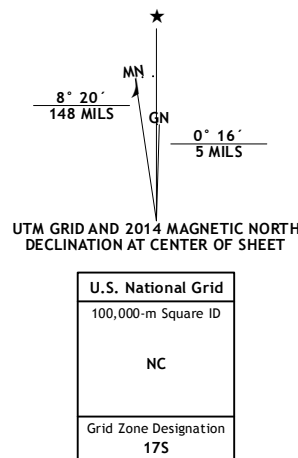 ★
MN
GN
8° 20´
148 MILS
0° 16´
5 MILS
UTM GRID AND 2014 MAGNETIC NORTH
DECLINATION AT CENTER OF SHEET
U.S. National Grid
100,000-m Square ID
NC
Grid Zone Designation
17S